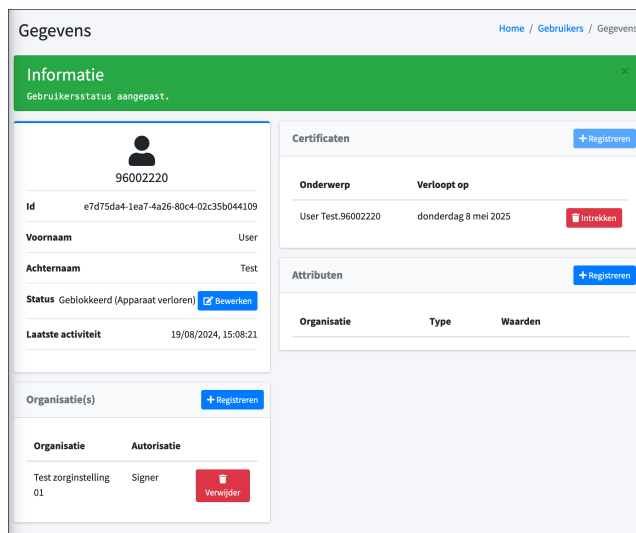 Gegevens
Home / Gebruikers / Gegevens
Informatie
×
Gebruikersstatus aangepast.
96002220
Id e7d75da4-1ea7-4a26-80c4-02c35b044109
Voornaam User
Achternaam Test
Status Geblokkeerd (Apparaat verloren) Bewerken
Laatste activiteit 19/08/2024, 15:08:21
Organisatie(s) + Registreren
Organisatie Autorisatie
Test zorginstelling 
01
Signer
Verwijder
Certificaten + Registreren
Onderwerp Verloopt op
User Test.96002220 donderdag 8 mei 2025 Intrekken
Attributen + Registreren
Organisatie Type Waarden